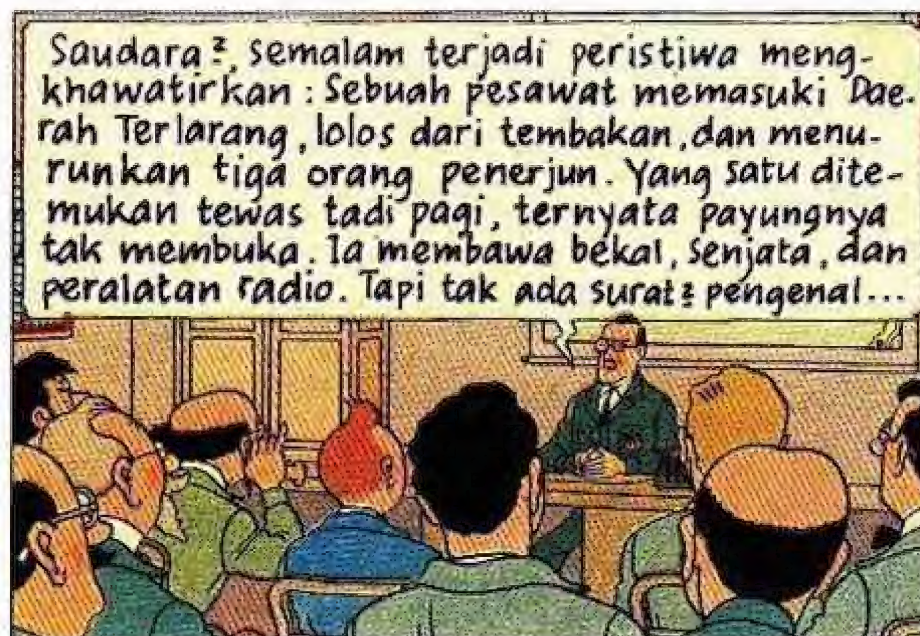 Saudara², semalam terjadi peristiwa meng-
khawatirkan : Sebuah pesawat memasuki Dae-
rah Terlarang, lolos dari tembakan, dan menu-
runkan tiga orang penerjun. Yang satu dite-
mukan tewas tadi pagi, ternyata payungnya
tak membuka. Ia membawa bekal, senjata, dan
peralatan radio. Tapi tak ada surat² pengenal...